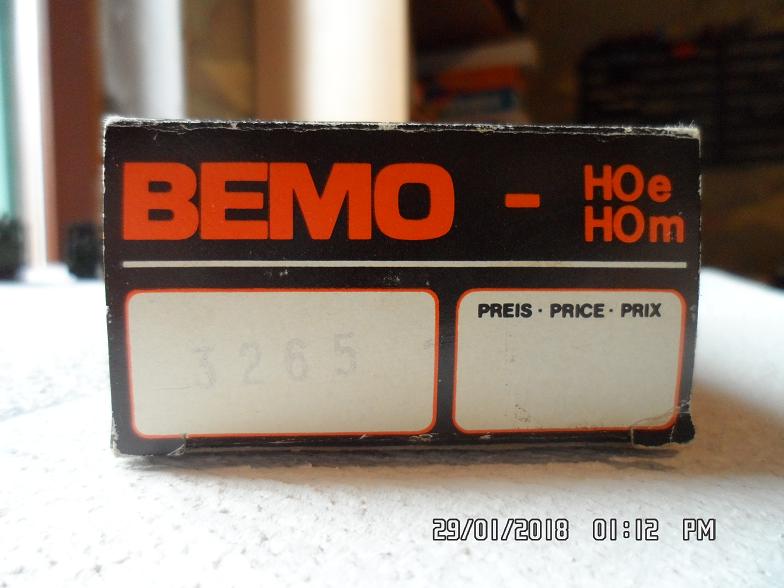 BEMO - HOe
HOm
PREIS · PRICE · PRIX
3265
29/01/2018 01:12 PM